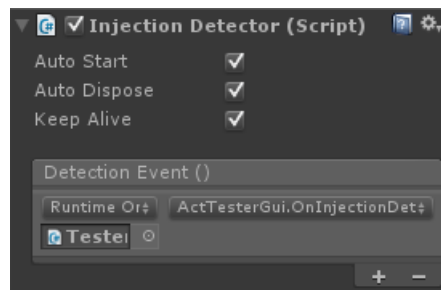 Injection Detector (Script)
Auto Start
Auto Dispose
Keep Alive
Detection Event ()
Runtime Or ActTesterGui.OnInjectionDet
Tester